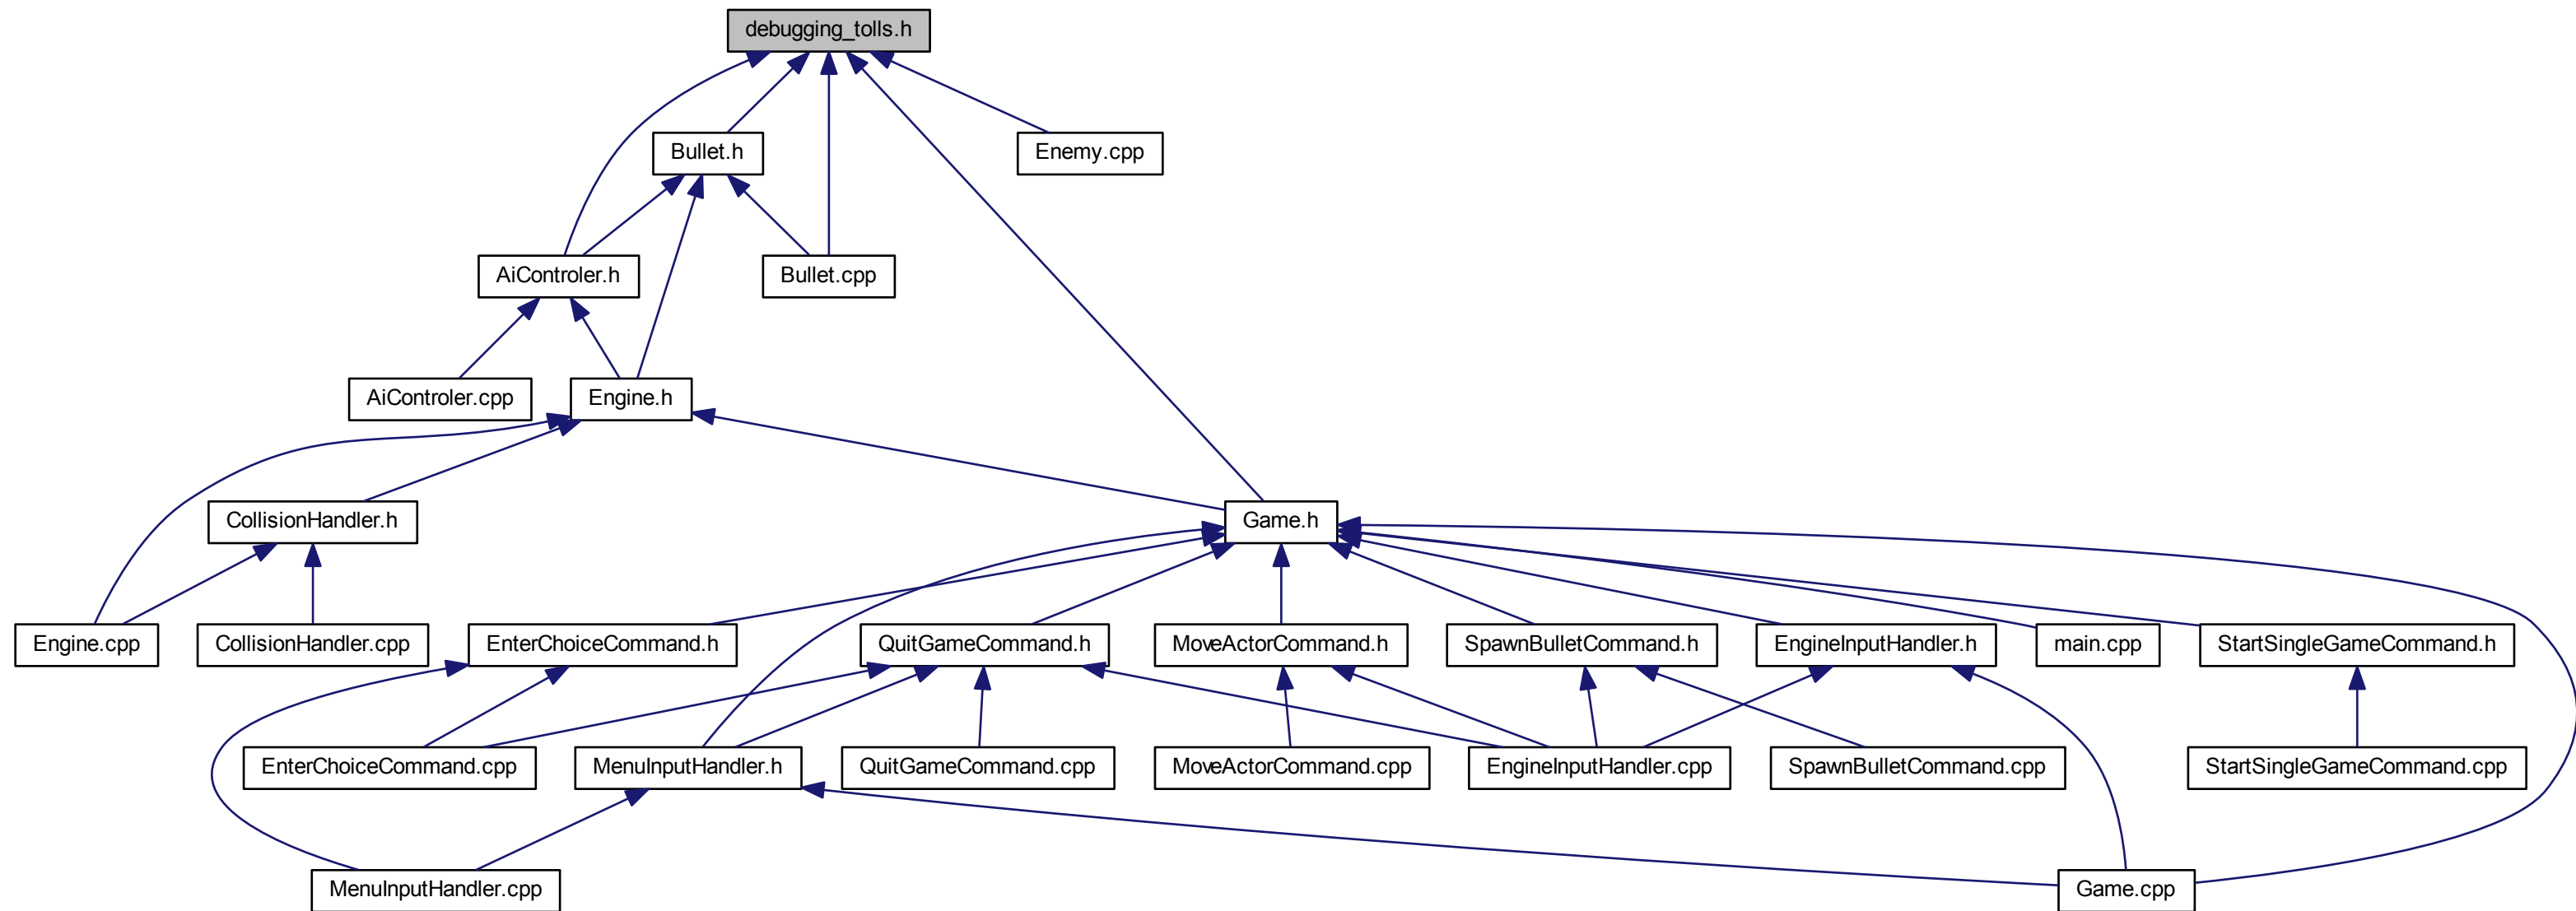 debugging_tolls.h
Bullet.h
Enemy.cpp
AiControler.h
Bullet.cpp
AiControler.cpp
Engine.h
CollisionHandler.h
Game.h
Engine.cpp
CollisionHandler.cpp
EnterChoiceCommand.h
QuitGameCommand.h
MoveActorCommand.h
SpawnBulletCommand.h
EngineInputHandler.h
main.cpp
StartSingleGameCommand.h
EnterChoiceCommand.cpp
MenuInputHandler.h
QuitGameCommand.cpp
MoveActorCommand.cpp
EngineInputHandler.cpp
SpawnBulletCommand.cpp
StartSingleGameCommand.cpp
MenuInputHandler.cpp
Game.cpp